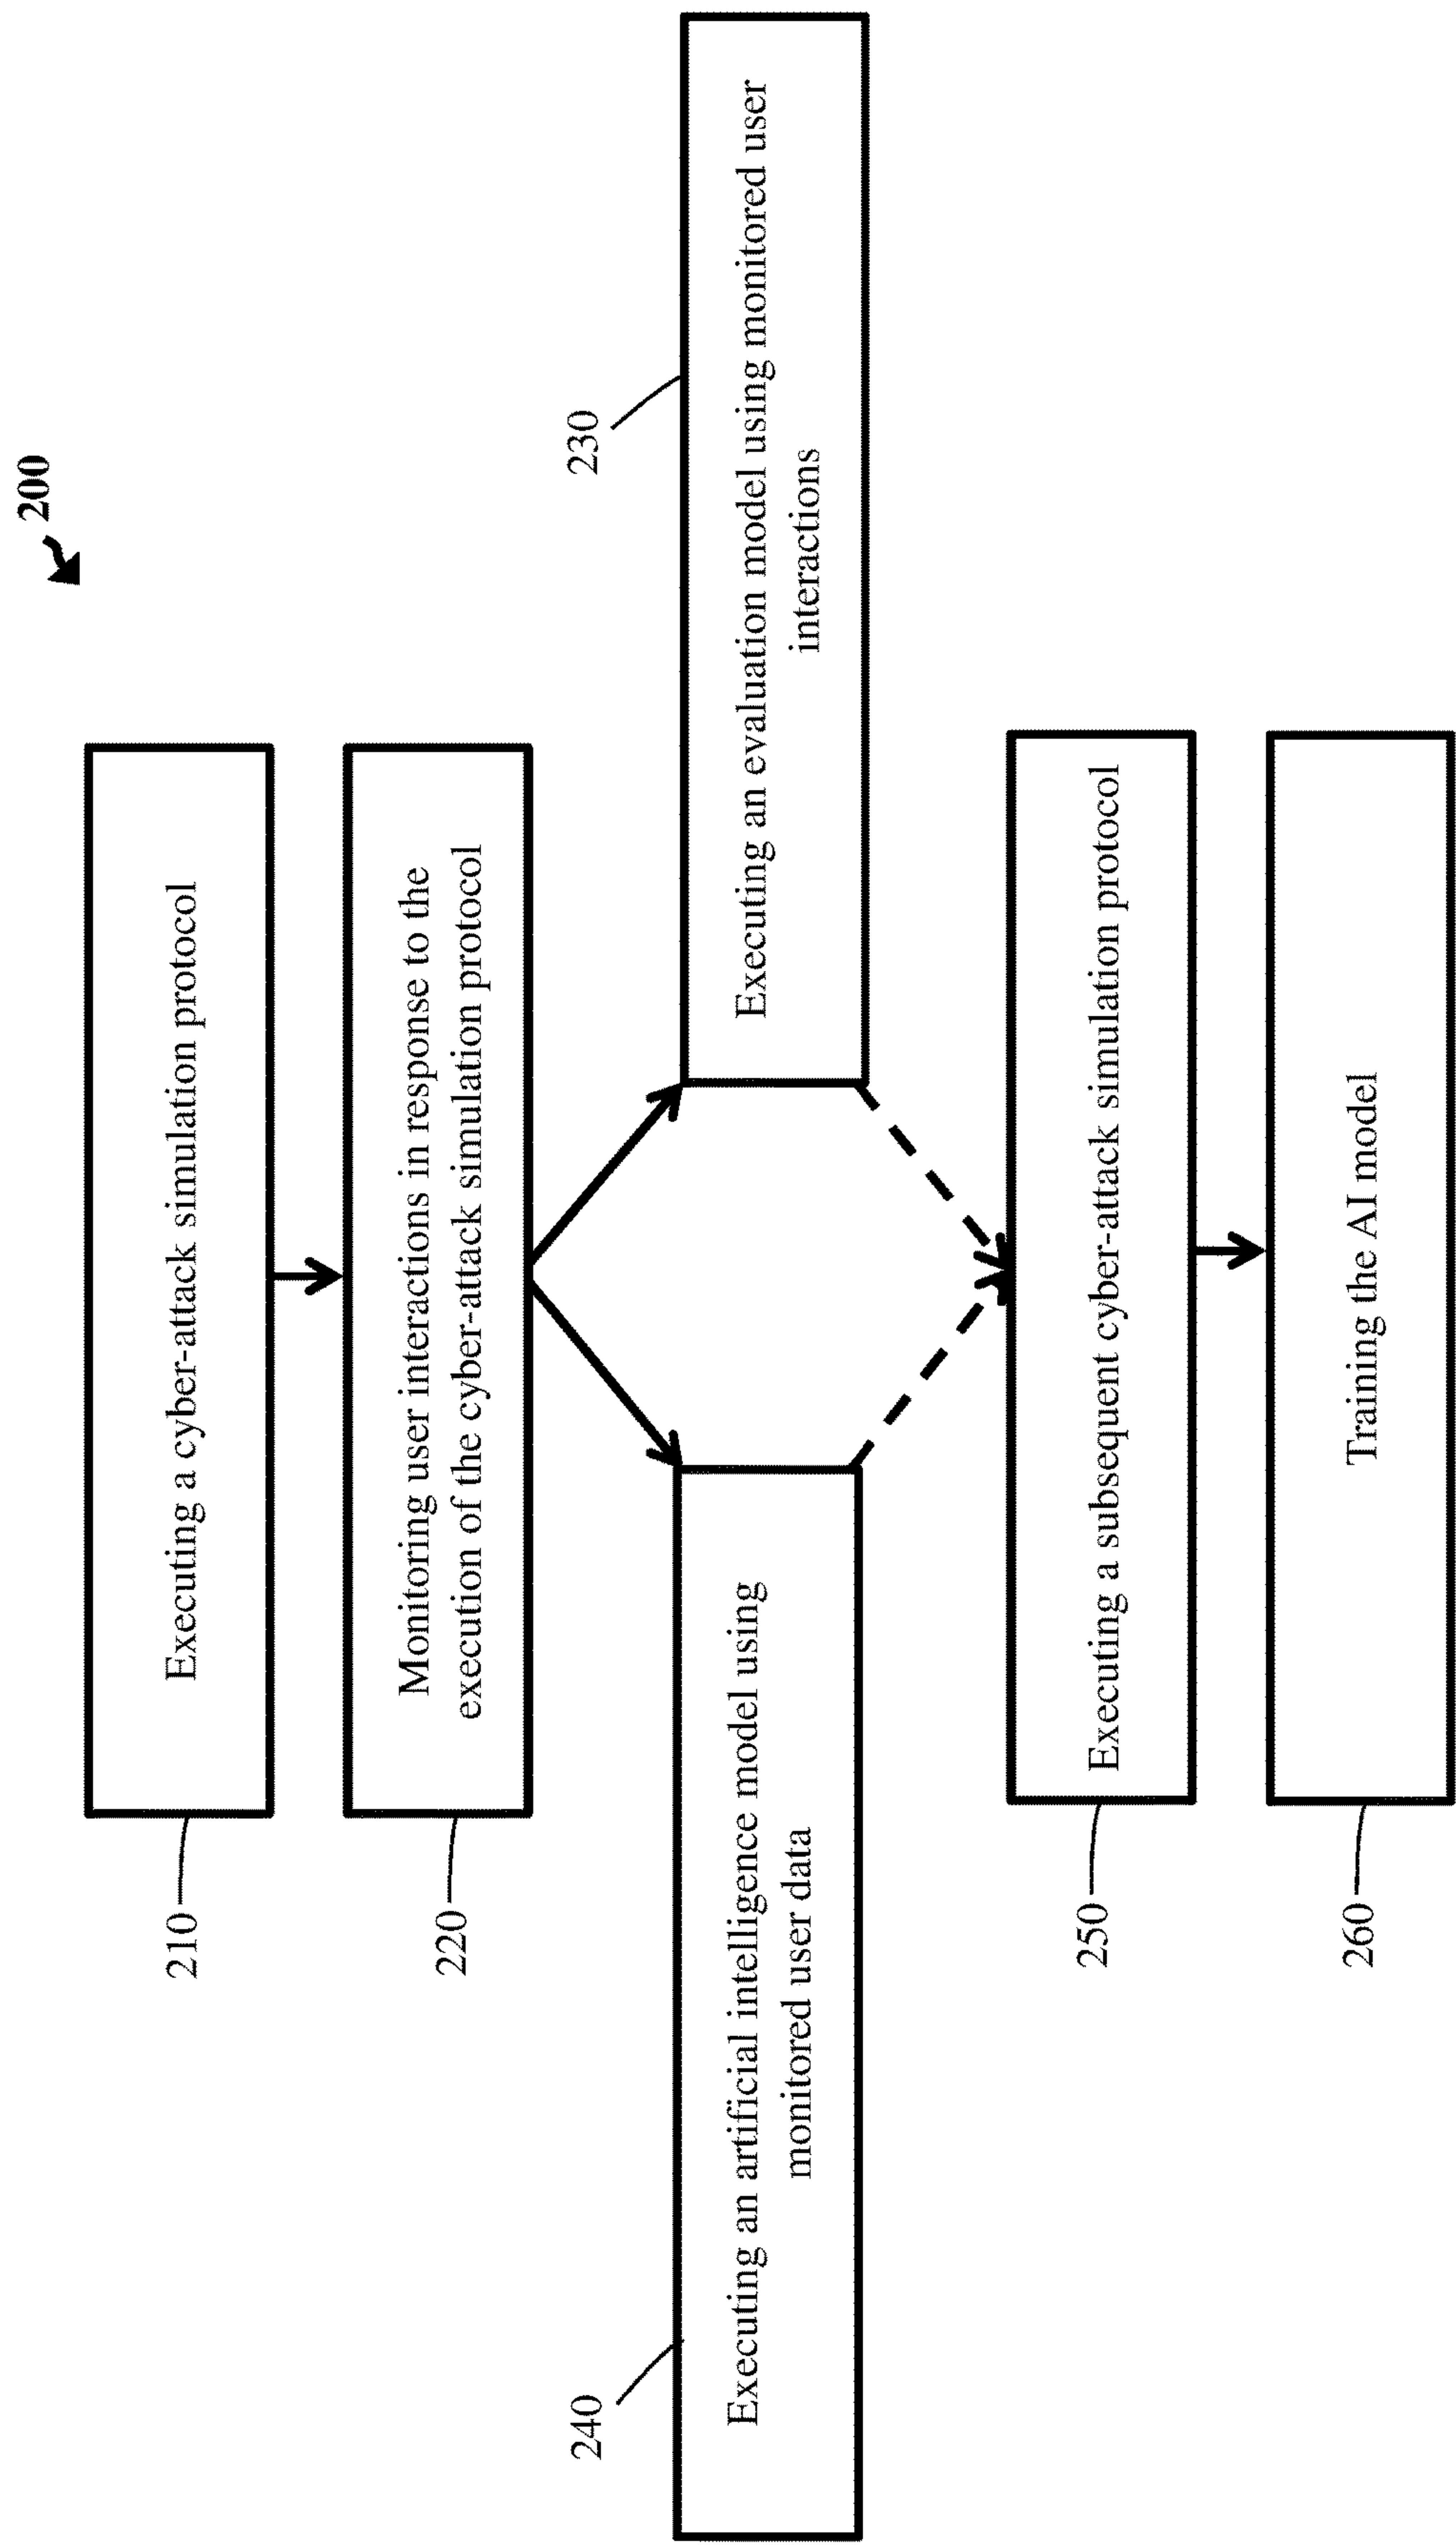 200
210
Executing a cyber-attack simulation protocol
220
Monitoring user interactions in response to the
execution of the cyber-attack simulation protocol
240
Executing an artificial intelligence model using
monitored user data
230
Executing an evaluation model using monitored user
interactions
250
Executing a subsequent cyber-attack simulation protocol
260
Training the AI model